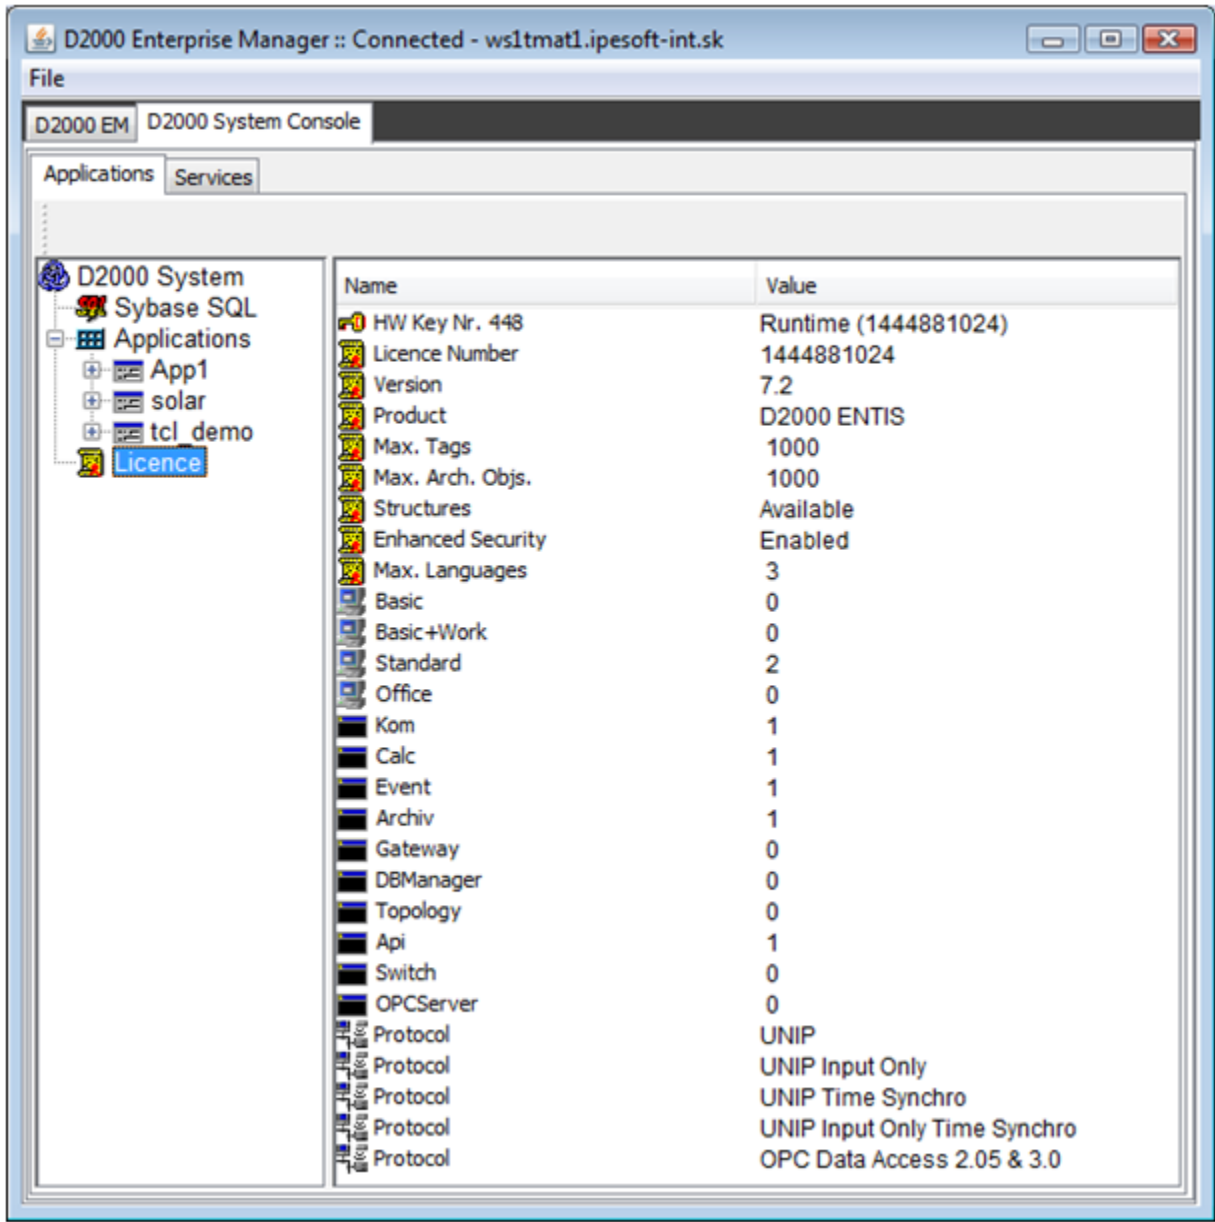 D2000 Enterprise Manager :: Connected - ws1tmat1.ipesoft-int.sk
File
D2000 EM D2000 System Console
Applications Services
D2000 System
Sybase SQL
Applications
App1
solar
tcl_demo
Licence
Name Value
HW Key Nr. 448 Runtime (1444881024)
Licence Number 1444881024
Version 7.2
Product D2000 ENTIS
Max. Tags 1000
Max. Arch. Objs. 1000
Structures Available
Enhanced Security Enabled
Max. Languages 3
Basic 0
Basic+Work 0
Standard 2
Office 0
Kom 1
Calc 1
Event 1
Archiv 1
Gateway 0
DBManager 0
Topology 0
Api 1
Switch 0
OPCServer 0
Protocol UNIP
Protocol UNIP Input Only
Protocol UNIP Time Synchro
Protocol UNIP Input Only Time Synchro
Protocol OPC Data Access 2.05 & 3.0